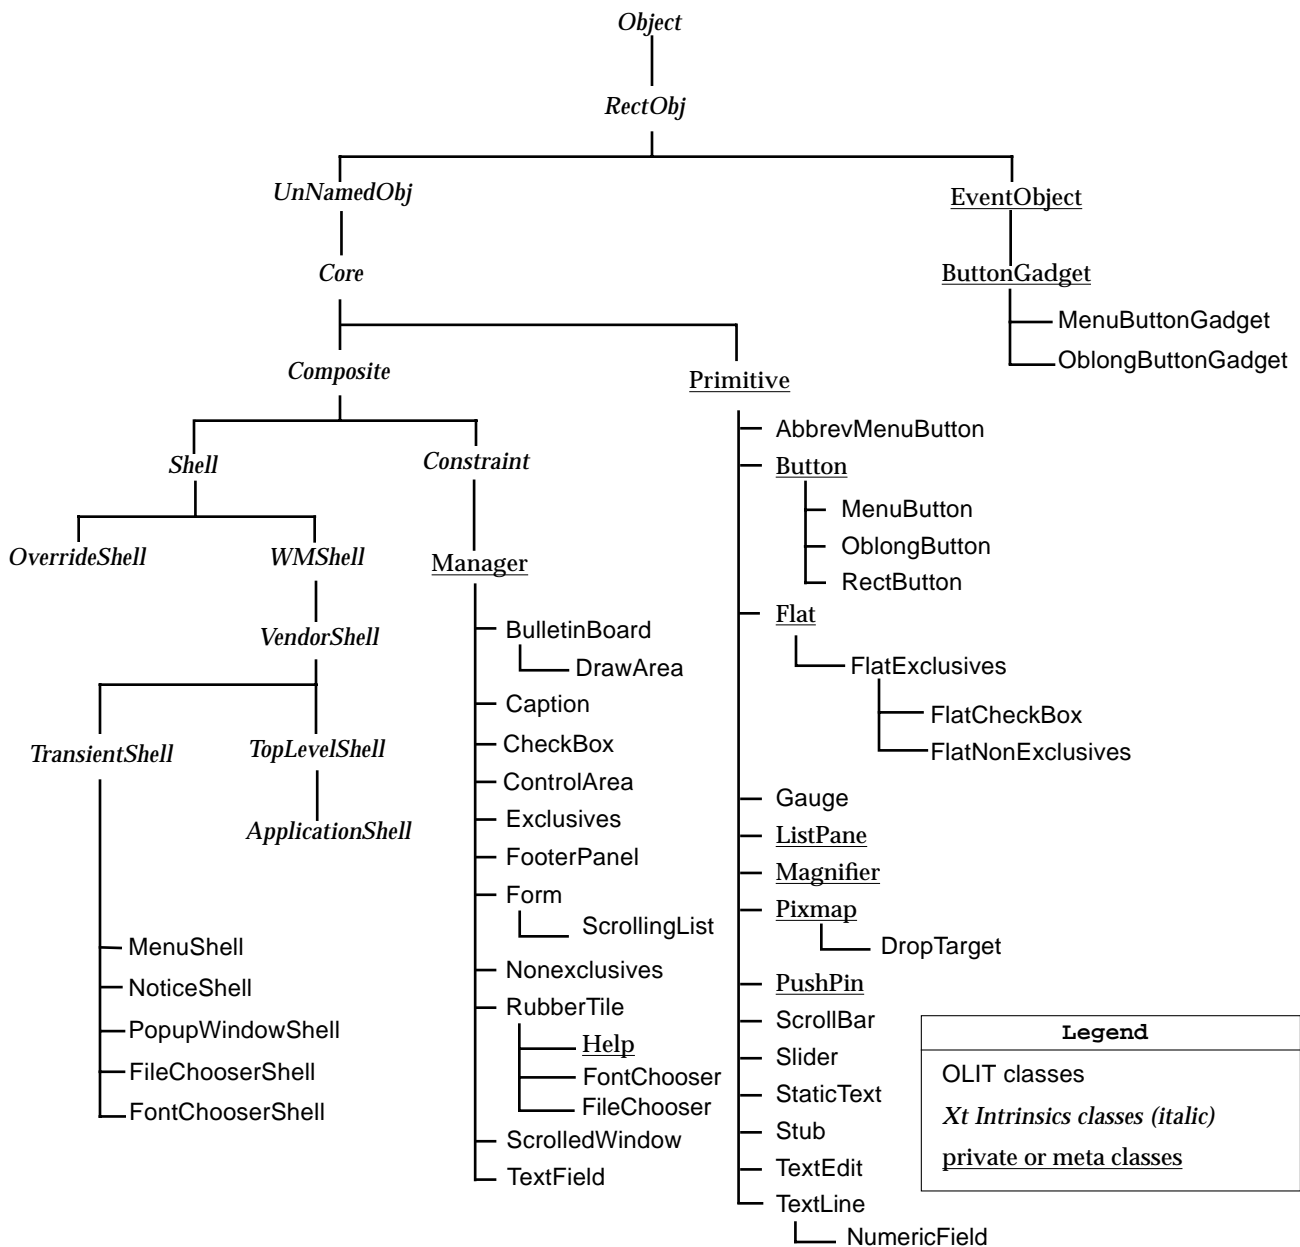 Object
RectObj
UnNamedObj
EventObject
Core
ButtonGadget
MenuButtonGadget
OblongButtonGadget
Composite
Primitive
Shell
Constraint
OverrideShell
WMShell
Manager
VendorShell
TransientShell
TopLevelShell
ApplicationShell
MenuShell
NoticeShell
PopupWindowShell
FileChooserShell
FontChooserShell
BulletinBoard
DrawArea
Caption
CheckBox
ControlArea
Exclusives
FooterPanel
Form
ScrollingList
Nonexclusives
RubberTile
Help
FontChooser
FileChooser
ScrolledWindow
TextField
AbbrevMenuButton
Button
MenuButton
OblongButton
RectButton
Flat
FlatExclusives
FlatCheckBox
FlatNonExclusives
Gauge
ListPane
Magnifier
Pixmap
DropTarget
PushPin
ScrollBar
Slider
StaticText
Stub
TextEdit
TextLine
NumericField
Legend
OLIT classes
Xt Intrinsics classes (italic)
private or meta classes